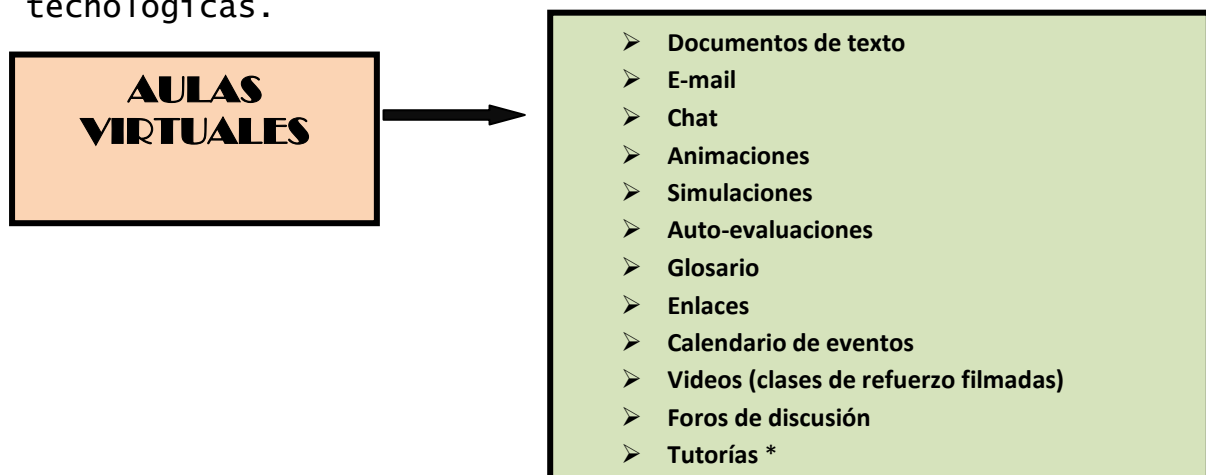 tecnológicas.
AULAS
VIRTUALES
➢ Documentos de texto
➢ E-mail
➢ Chat
➢ Animaciones
➢ Simulaciones
➢ Auto-evaluaciones
➢ Glosario
➢ Enlaces
➢ Calendario de eventos
➢ Videos (clases de refuerzo filmadas)
➢ Foros de discusión
➢ Tutorías *